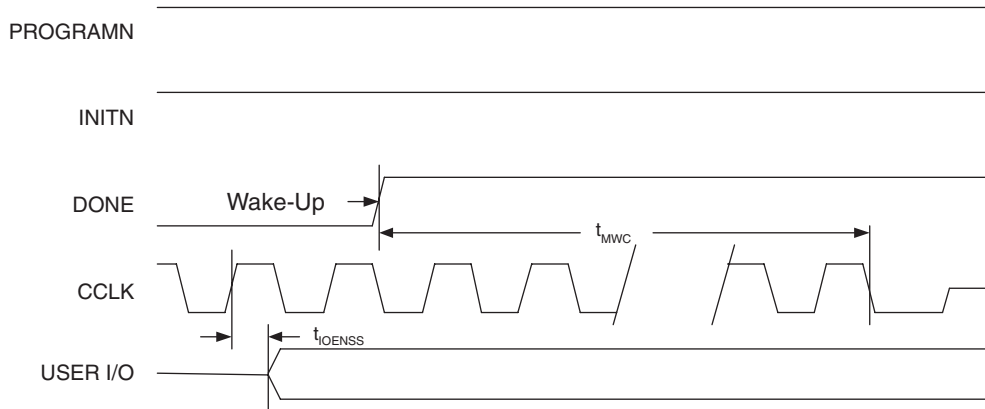 PROGRAMN
INITN
DONE
Wake-Up
tMWC
CCLK
tIOENSS
USER I/O